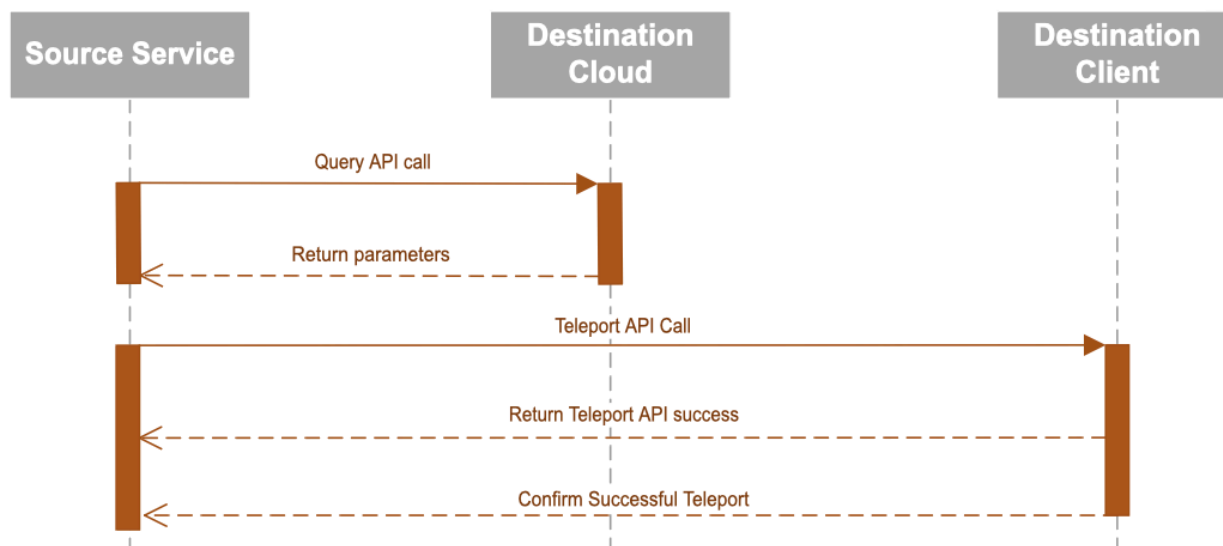 Source Service
Destination
Cloud
Destination
Client
Query API call
Return parameters
Teleport API Call
Return Teleport API success
Confirm Successful Teleport